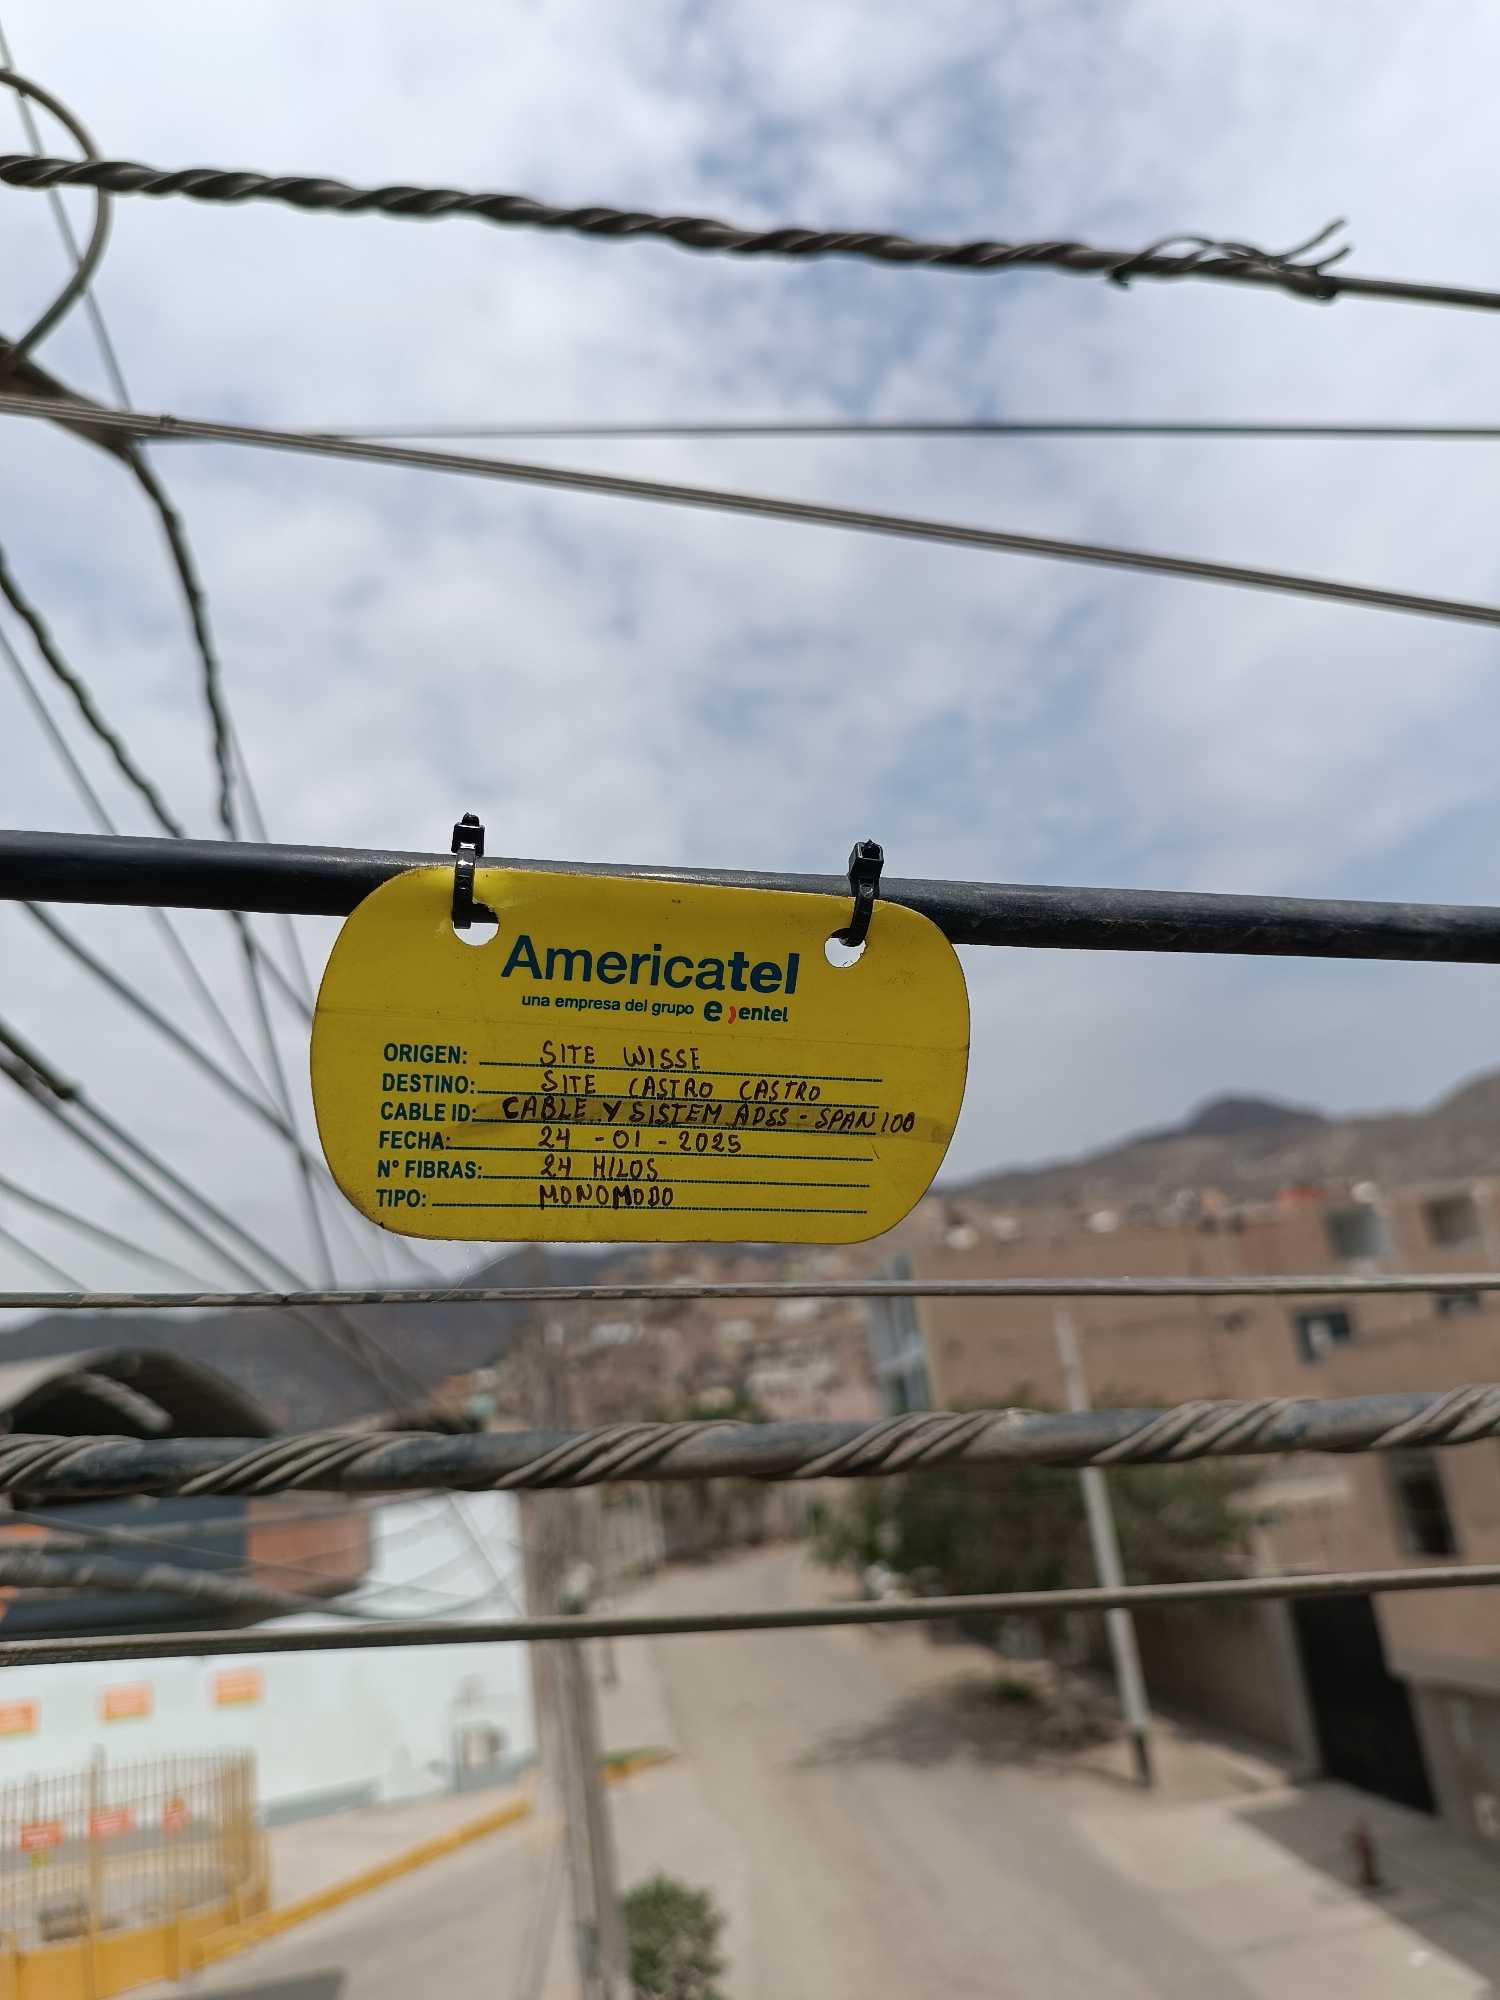 Americatel
una empresa del grupo e)entel
ORIGEN: SITE WISSE
DESTINO: SITE CASTRO CASTRO
CABLE ID: CABLE Y SISTEM ADSS - SPAN 100
FECHA: 24 - 01 - 2025
N° FIBRAS: 24 HILOS
TIPO: MONOMODO